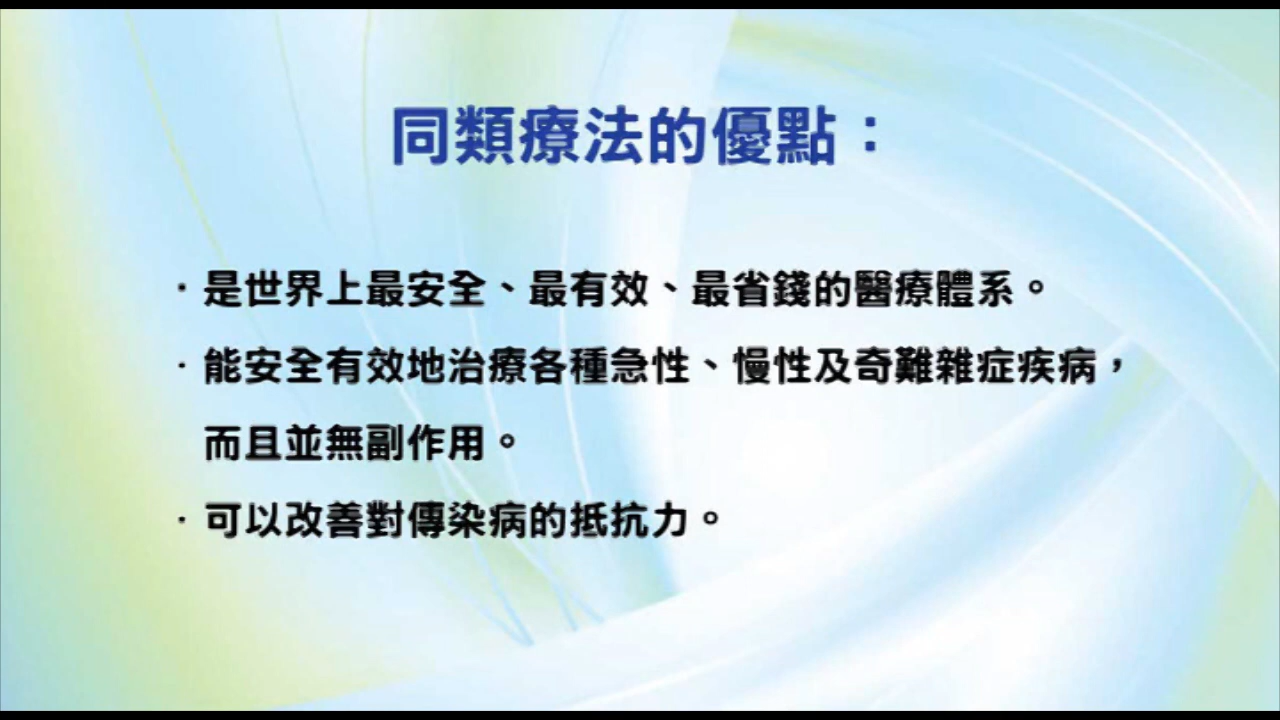 同類療法的優點：
·是世界上最安全、最有效、最省錢的醫療體系。
·能安全有效地治療各種急性、慢性及奇難雜症疾病，
而且並無副作用。
·可以改善對傳染病的抵抗力。